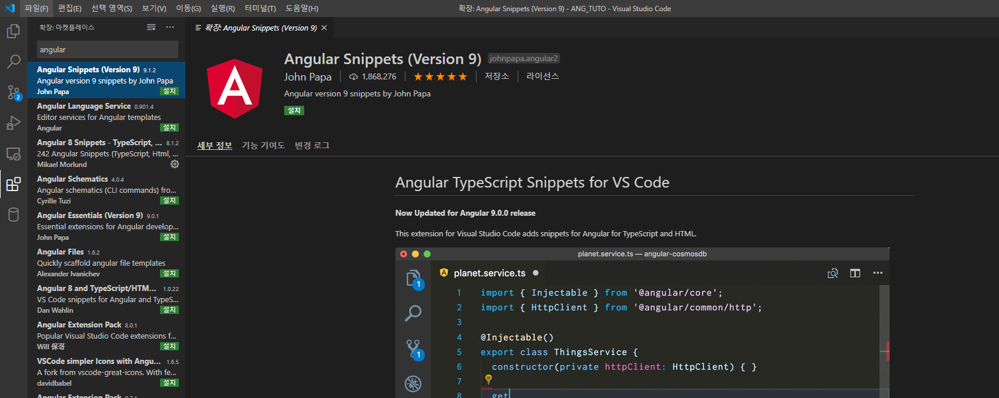 파일(F) 편집(E) 선택 영역(S) 보기(V) 이동(G) 실행(R) 터미널(T) 도움말(H) 확장: Angular Snippets (Version 9) - ANG_TUTO - Visual Studio Code
확장: 마켓플레이스
angular
Angular Snippets (Version 9) 9.1.2
Angular version 9 snippets by John Papa
John Papa 설치
Angular Language Service 0.901.4
Editor services for Angular templates
Angular 설치
Angular 8 Snippets - TypeScript, ... 8.1.2
242 Angular Snippets (TypeScript, Html, ...
Mikael Morlund
Angular Schematics 4.0.4
Angular schematics (CLI commands) fro...
Cyrille Tuzi 설치
Angular Essentials (Version 9) 9.0.1
Essential extensions for Angular develop...
John Papa 설치
Angular Files 1.6.2
Quickly scaffold angular file templates
Alexander Ivanichev 설치
Angular 8 and TypeScript/HTM... 1.0.22
VS Code snippets for Angular and TypeS...
Dan Wahlin 설치
Angular Extension Pack 8.0.1
Popular Visual Studio Code extensions f...
Will 保哥 설치
VSCode simpler Icons with Angu... 1.6.5
A fork from vscode-great-icons. With fe...
davidbabel 설치
Angular Extension Pack 0.7.1
2
확장: Angular Snippets (Version 9)
Angular Snippets (Version 9) johnpapa.angular2
John Papa 1,868,276 저장소 라이선스
Angular version 9 snippets by John Papa
설치
세부 정보 기능 기여도 변경 로그
Angular TypeScript Snippets for VS Code
Now Updated for Angular 9.0.0 release
This extension for Visual Studio Code adds snippets for Angular for TypeScript and HTML.
planet.service.ts — angular-cosmosdb
planet.service.ts
1
1
1 import { Injectable } from '@angular/core';
2 import { HttpClient } from '@angular/common/http';
3
4 @Injectable()
5 export class ThingsService {
6 constructor(private httpClient: HttpClient) { }
7
8 get